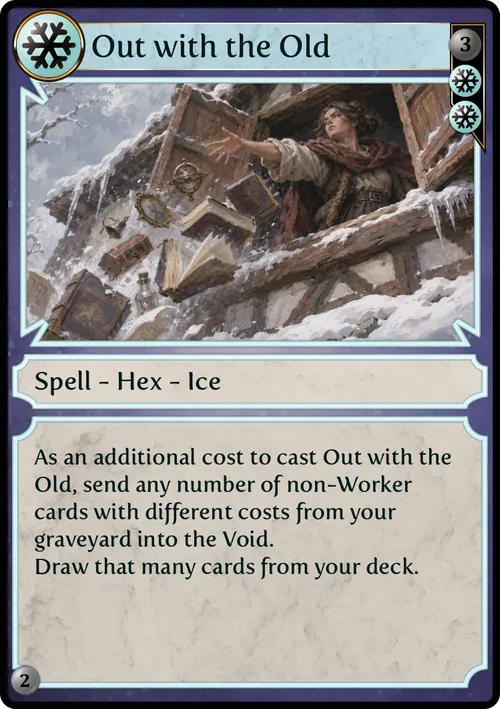 Out with the Old
3
Spell - Hex - Ice
As an additional cost to cast Out with the
Old, send any number of non-Worker
cards with different costs from your
graveyard into the Void.
Draw that many cards from your deck.
2